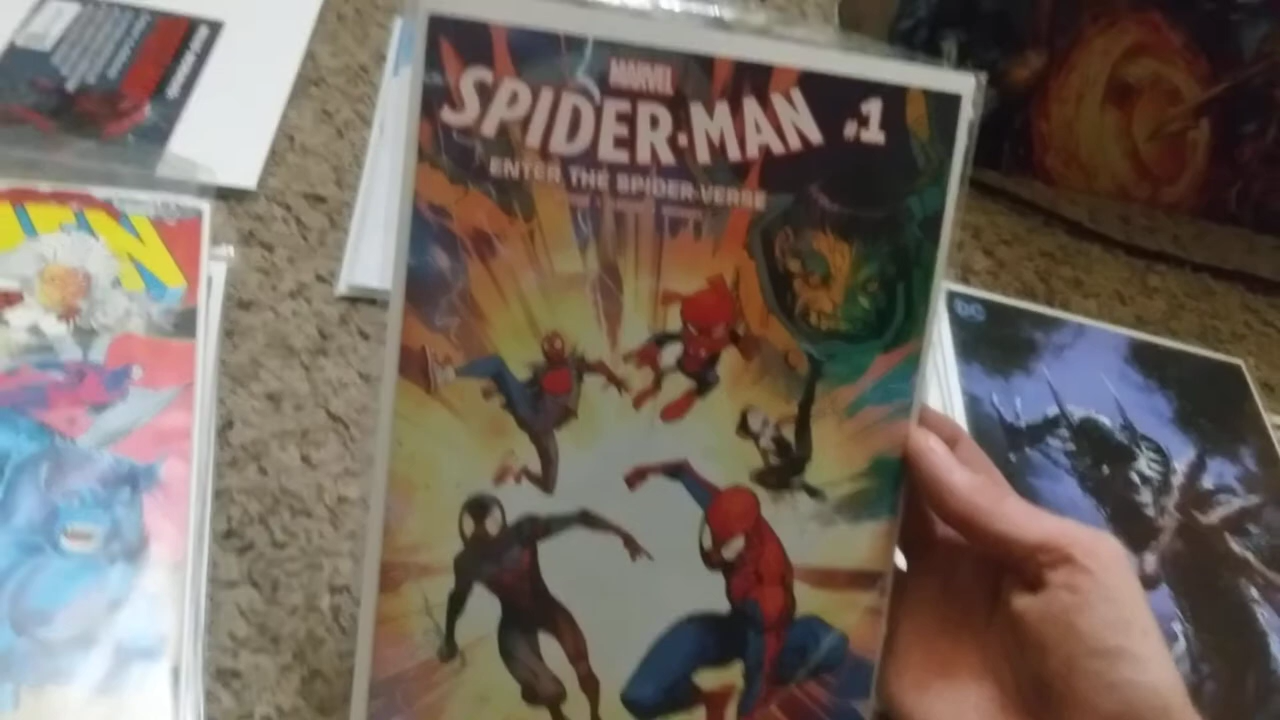 MARVEL
SPIDER-MAN #1
ENTER THE SPIDER-VERSE
DC